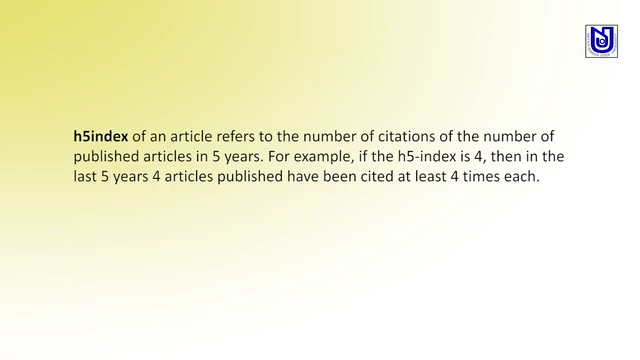 h5index of an article refers to the number of citations of the number of
published articles in 5 years. For example, if the h5-index is 4, then in the
last 5 years 4 articles published have been cited at least 4 times each.